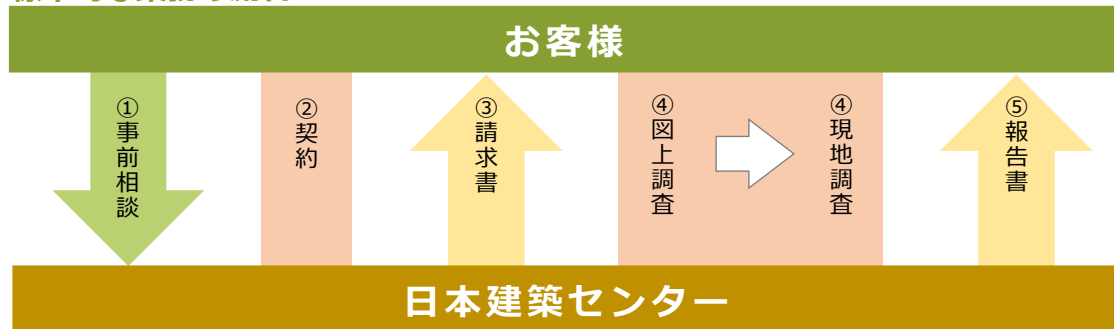 お客様
①事前相談
②契約
③請求書
④図上調査
④現地調査
⑤報告書
日本建築センター